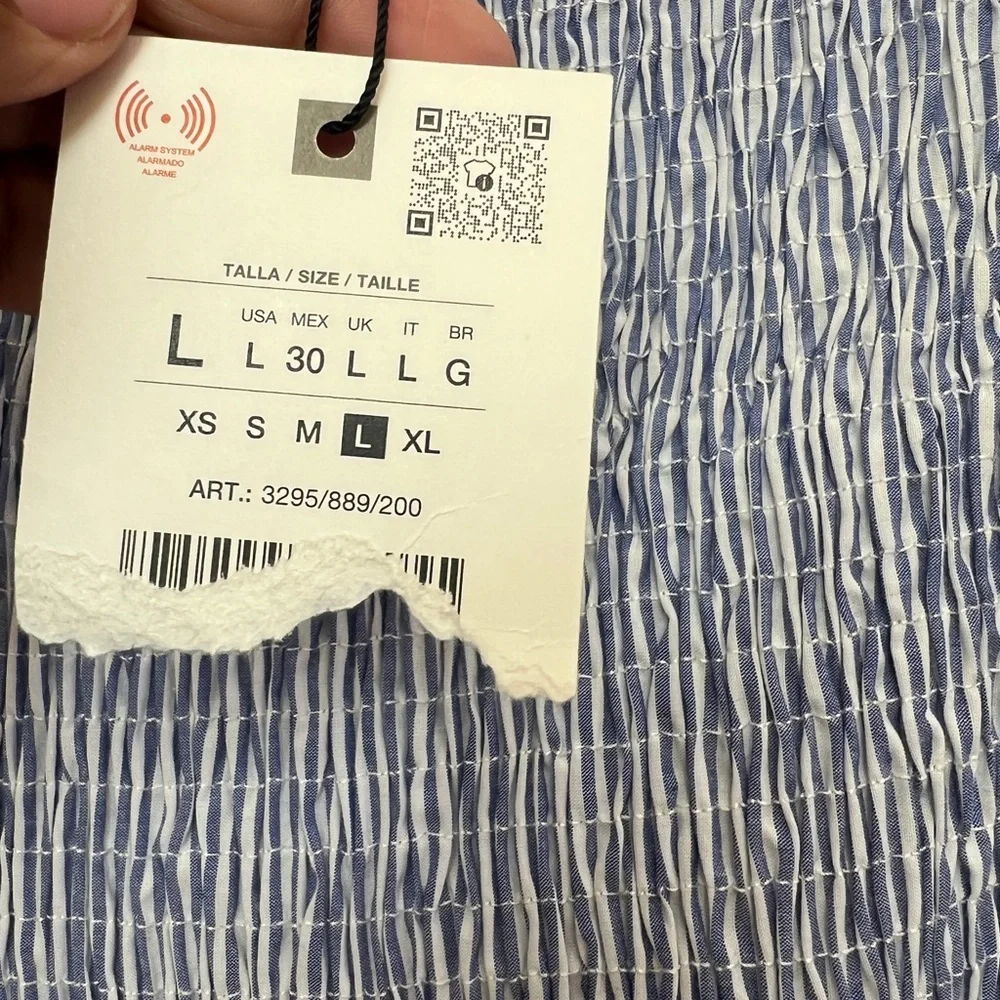 ALARM SYSTEM
ALARMADO
ALARME
TALLA / SIZE / TAILLE
USA MEX UK IT BR
L L 30 L L G
XS S M L XL
ART.: 3295/889/200